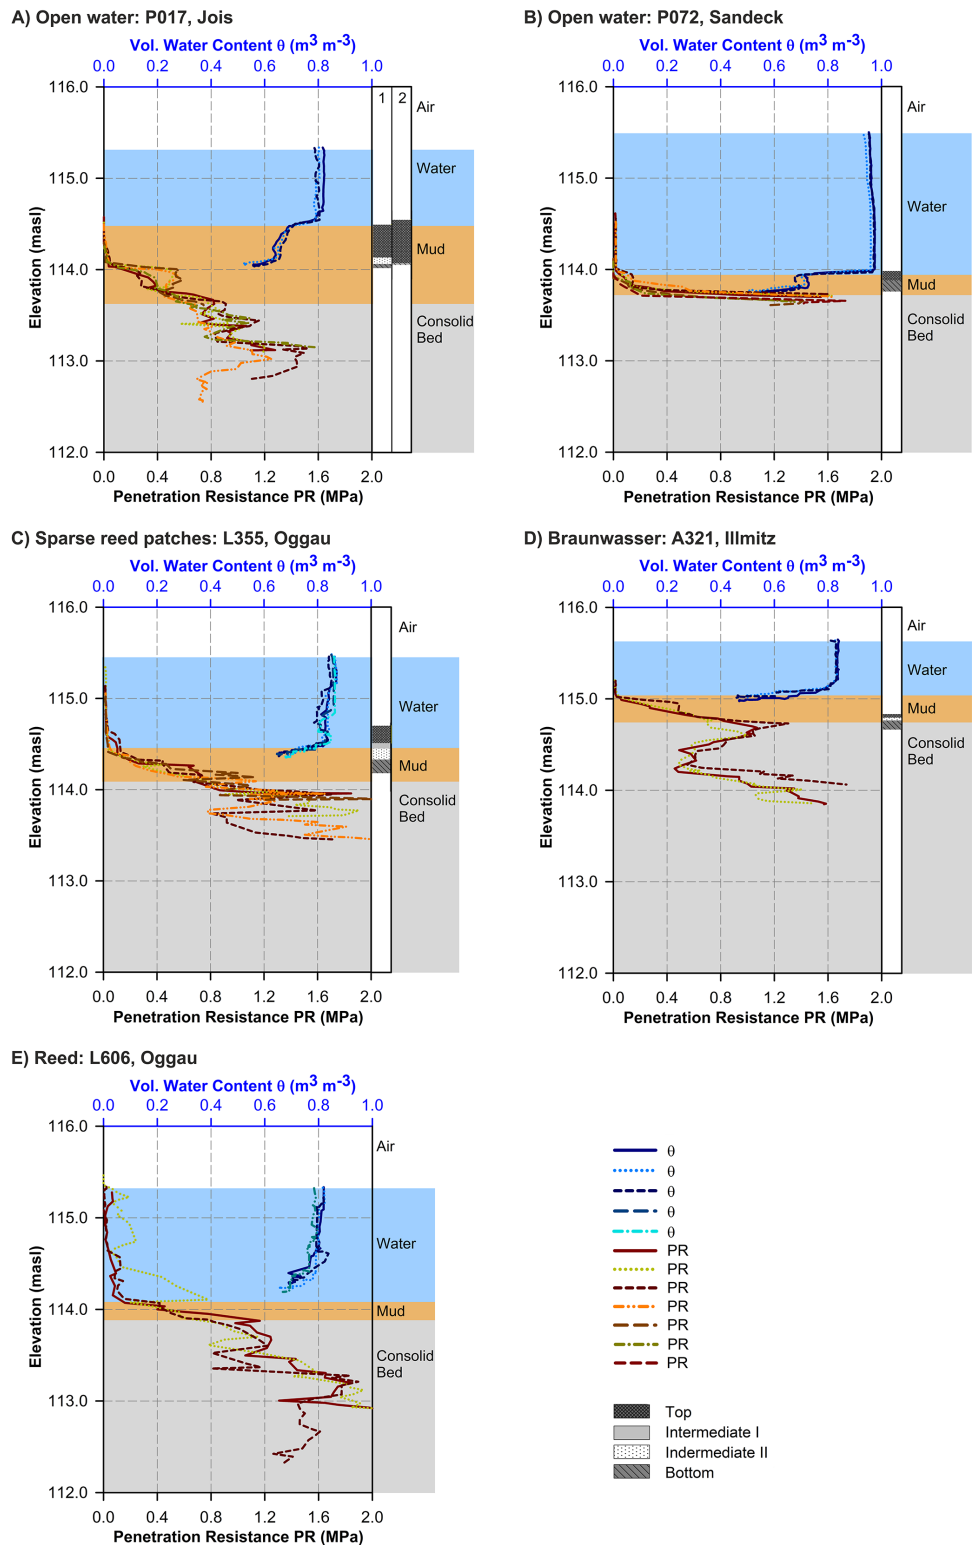 A) Open water: P017, Jois
Vol. Water Content θ (m3 m-3)
0.0 0.2 0.4 0.6 0.8 1.0
116.0
115.0
114.0
113.0
112.0
Elevation (masl)
1 2
Air
Water
Mud
Consolid
Bed
0.0 0.4 0.8 1.2 1.6 2.0
Penetration Resistance PR (MPa)
B) Open water: P072, Sandeck
Vol. Water Content θ (m3 m-3)
0.0 0.2 0.4 0.6 0.8 1.0
116.0
115.0
114.0
113.0
112.0
Elevation (masl)
Air
Water
Mud
Consolid
Bed
0.0 0.4 0.8 1.2 1.6 2.0
Penetration Resistance PR (MPa)
C) Sparse reed patches: L355, Oggau
Vol. Water Content θ (m3 m-3)
0.0 0.2 0.4 0.6 0.8 1.0
116.0
115.0
114.0
113.0
112.0
Elevation (masl)
Air
Water
Mud
Consolid
Bed
0.0 0.4 0.8 1.2 1.6 2.0
Penetration Resistance PR (MPa)
D) Braunwasser: A321, Illmitz
Vol. Water Content θ (m3 m-3)
0.0 0.2 0.4 0.6 0.8 1.0
116.0
115.0
114.0
113.0
112.0
Elevation (masl)
Air
Water
Mud
Consolid
Bed
0.0 0.4 0.8 1.2 1.6 2.0
Penetration Resistance PR (MPa)
E) Reed: L606, Oggau
Vol. Water Content θ (m3 m-3)
0.0 0.2 0.4 0.6 0.8 1.0
116.0
115.0
114.0
113.0
112.0
Elevation (masl)
Air
Water
Mud
Consolid
Bed
0.0 0.4 0.8 1.2 1.6 2.0
Penetration Resistance PR (MPa)
θ
θ
θ
θ
θ
PR
PR
PR
PR
PR
PR
PR
Top
Intermediate I
Indermediate II
Bottom